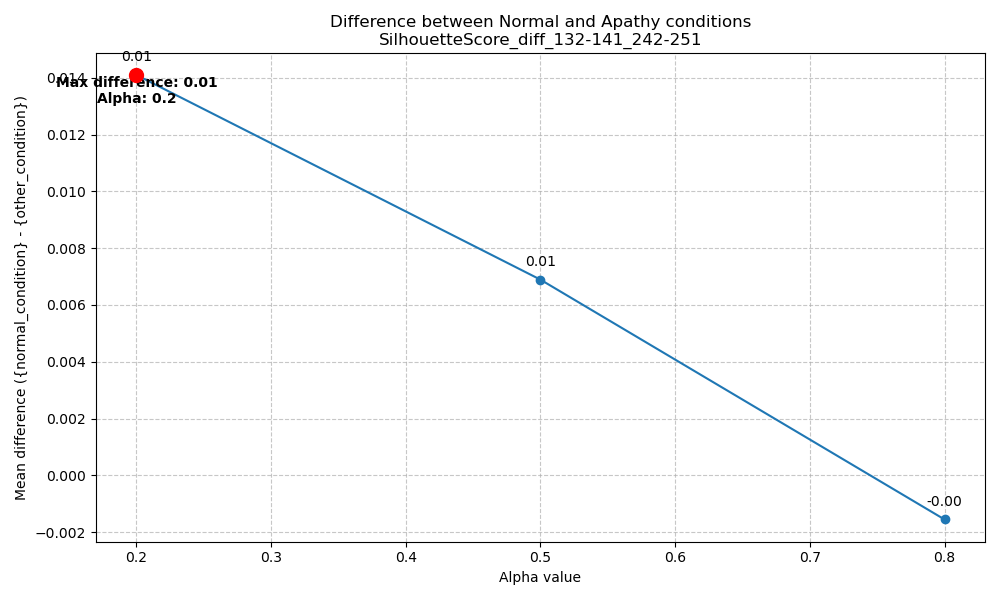 Difference between Normal and Apathy conditions
SilhouetteScore_diff_132-141_242-251
0.01
Max difference: 0.01
Alpha: 0.2
0.01
-0.00
0.014
0.012
0.010
0.008
0.006
0.004
0.002
0.000
−0.002
Mean difference ({normal_condition} - {other_condition})
0.2 0.3 0.4 0.5 0.6 0.7 0.8
Alpha value